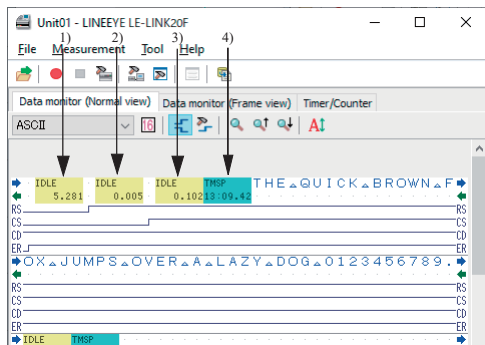 Unit01 - LINEEYE LE-LINK20F
File Measurement Tool Help
1) 2) 3) 4)
Data monitor (Normal view) Data monitor (Frame view) Timer/Counter
ASCII 16
IDLE IDLE IDLE TMSP THE␣QUICK␣BROWN␣F
5.281 0.005 0.102 13:09.42
RS RS
CS CS
CD CD
ER ER
OX␣JUMPS␣OVER␣A␣LAZY␣DOG␣0123456789.
RS RS
CS CS
CD CD
ER ER
IDLE TMSP